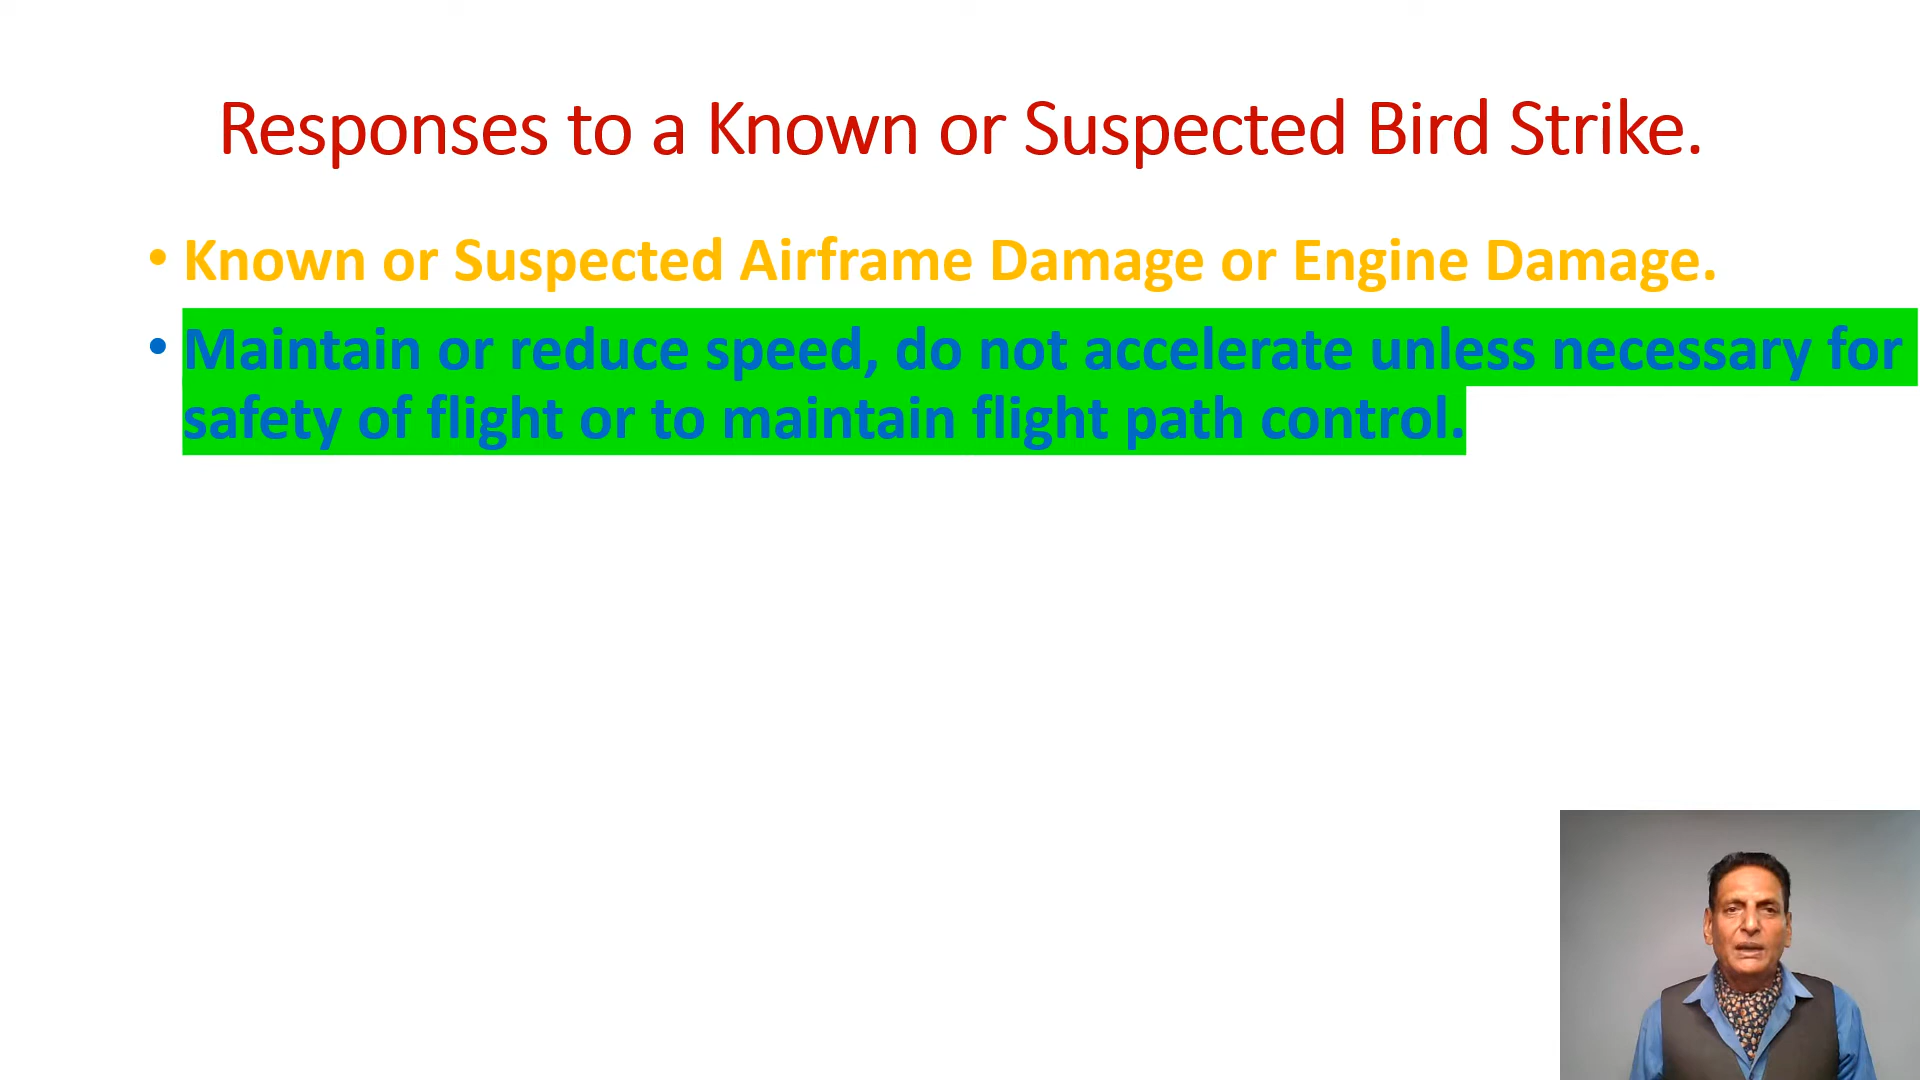 Responses to a Known or Suspected Bird Strike.
• Known or Suspected Airframe Damage or Engine Damage.
• Maintain or reduce speed, do not accelerate unless necessary for
safety of flight or to maintain flight path control.